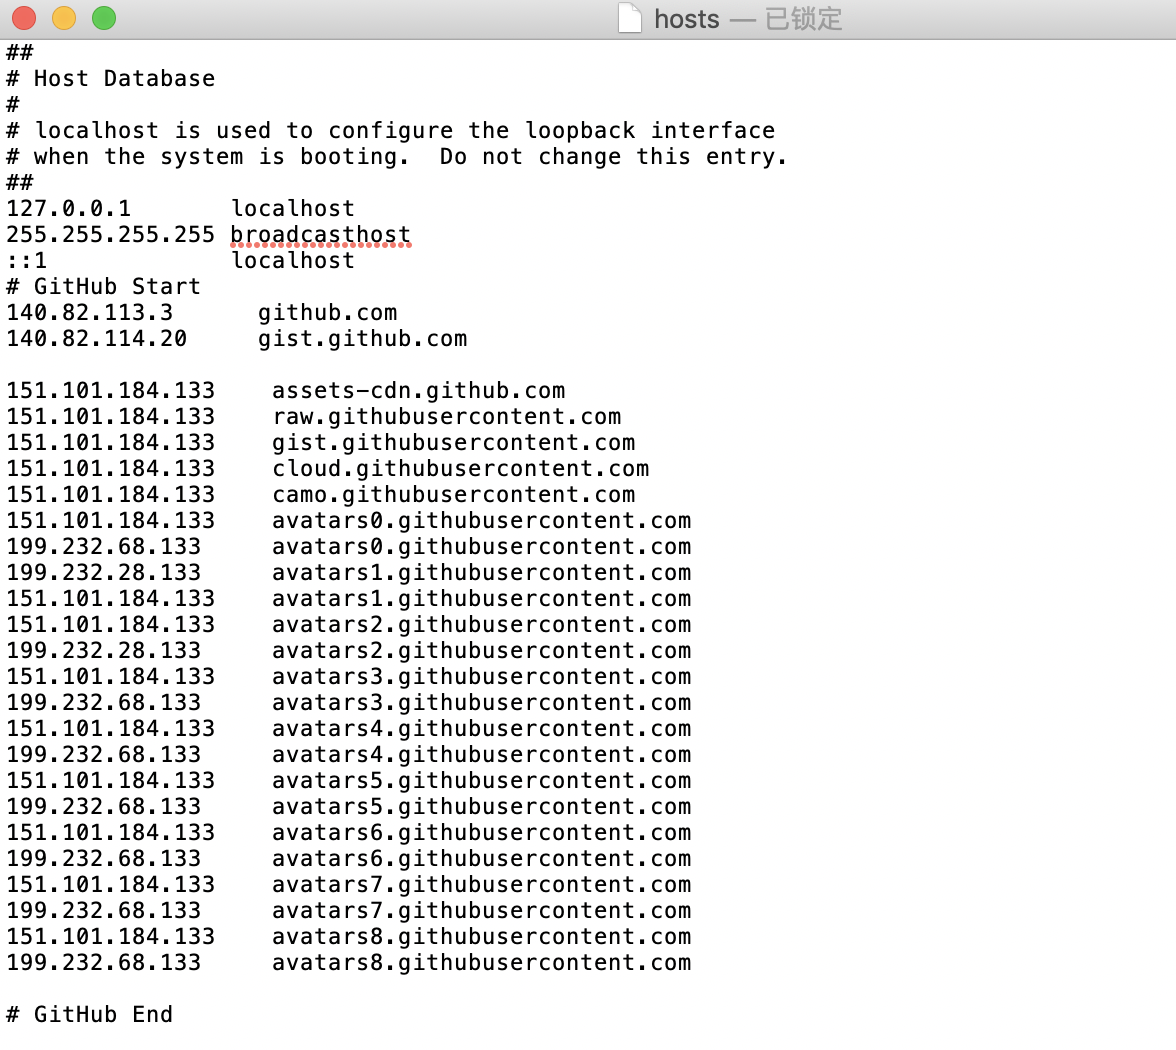 hosts — 已锁定
##
# Host Database
#
# localhost is used to configure the loopback interface
# when the system is booting.  Do not change this entry.
##
127.0.0.1       localhost
255.255.255.255 broadcasthost
::1             localhost
# GitHub Start
140.82.113.3      github.com
140.82.114.20     gist.github.com

151.101.184.133    assets-cdn.github.com
151.101.184.133    raw.githubusercontent.com
151.101.184.133    gist.githubusercontent.com
151.101.184.133    cloud.githubusercontent.com
151.101.184.133    camo.githubusercontent.com
151.101.184.133    avatars0.githubusercontent.com
199.232.68.133     avatars0.githubusercontent.com
199.232.28.133     avatars1.githubusercontent.com
151.101.184.133    avatars1.githubusercontent.com
151.101.184.133    avatars2.githubusercontent.com
199.232.28.133     avatars2.githubusercontent.com
151.101.184.133    avatars3.githubusercontent.com
199.232.68.133     avatars3.githubusercontent.com
151.101.184.133    avatars4.githubusercontent.com
199.232.68.133     avatars4.githubusercontent.com
151.101.184.133    avatars5.githubusercontent.com
199.232.68.133     avatars5.githubusercontent.com
151.101.184.133    avatars6.githubusercontent.com
199.232.68.133     avatars6.githubusercontent.com
151.101.184.133    avatars7.githubusercontent.com
199.232.68.133     avatars7.githubusercontent.com
151.101.184.133    avatars8.githubusercontent.com
199.232.68.133     avatars8.githubusercontent.com

# GitHub End